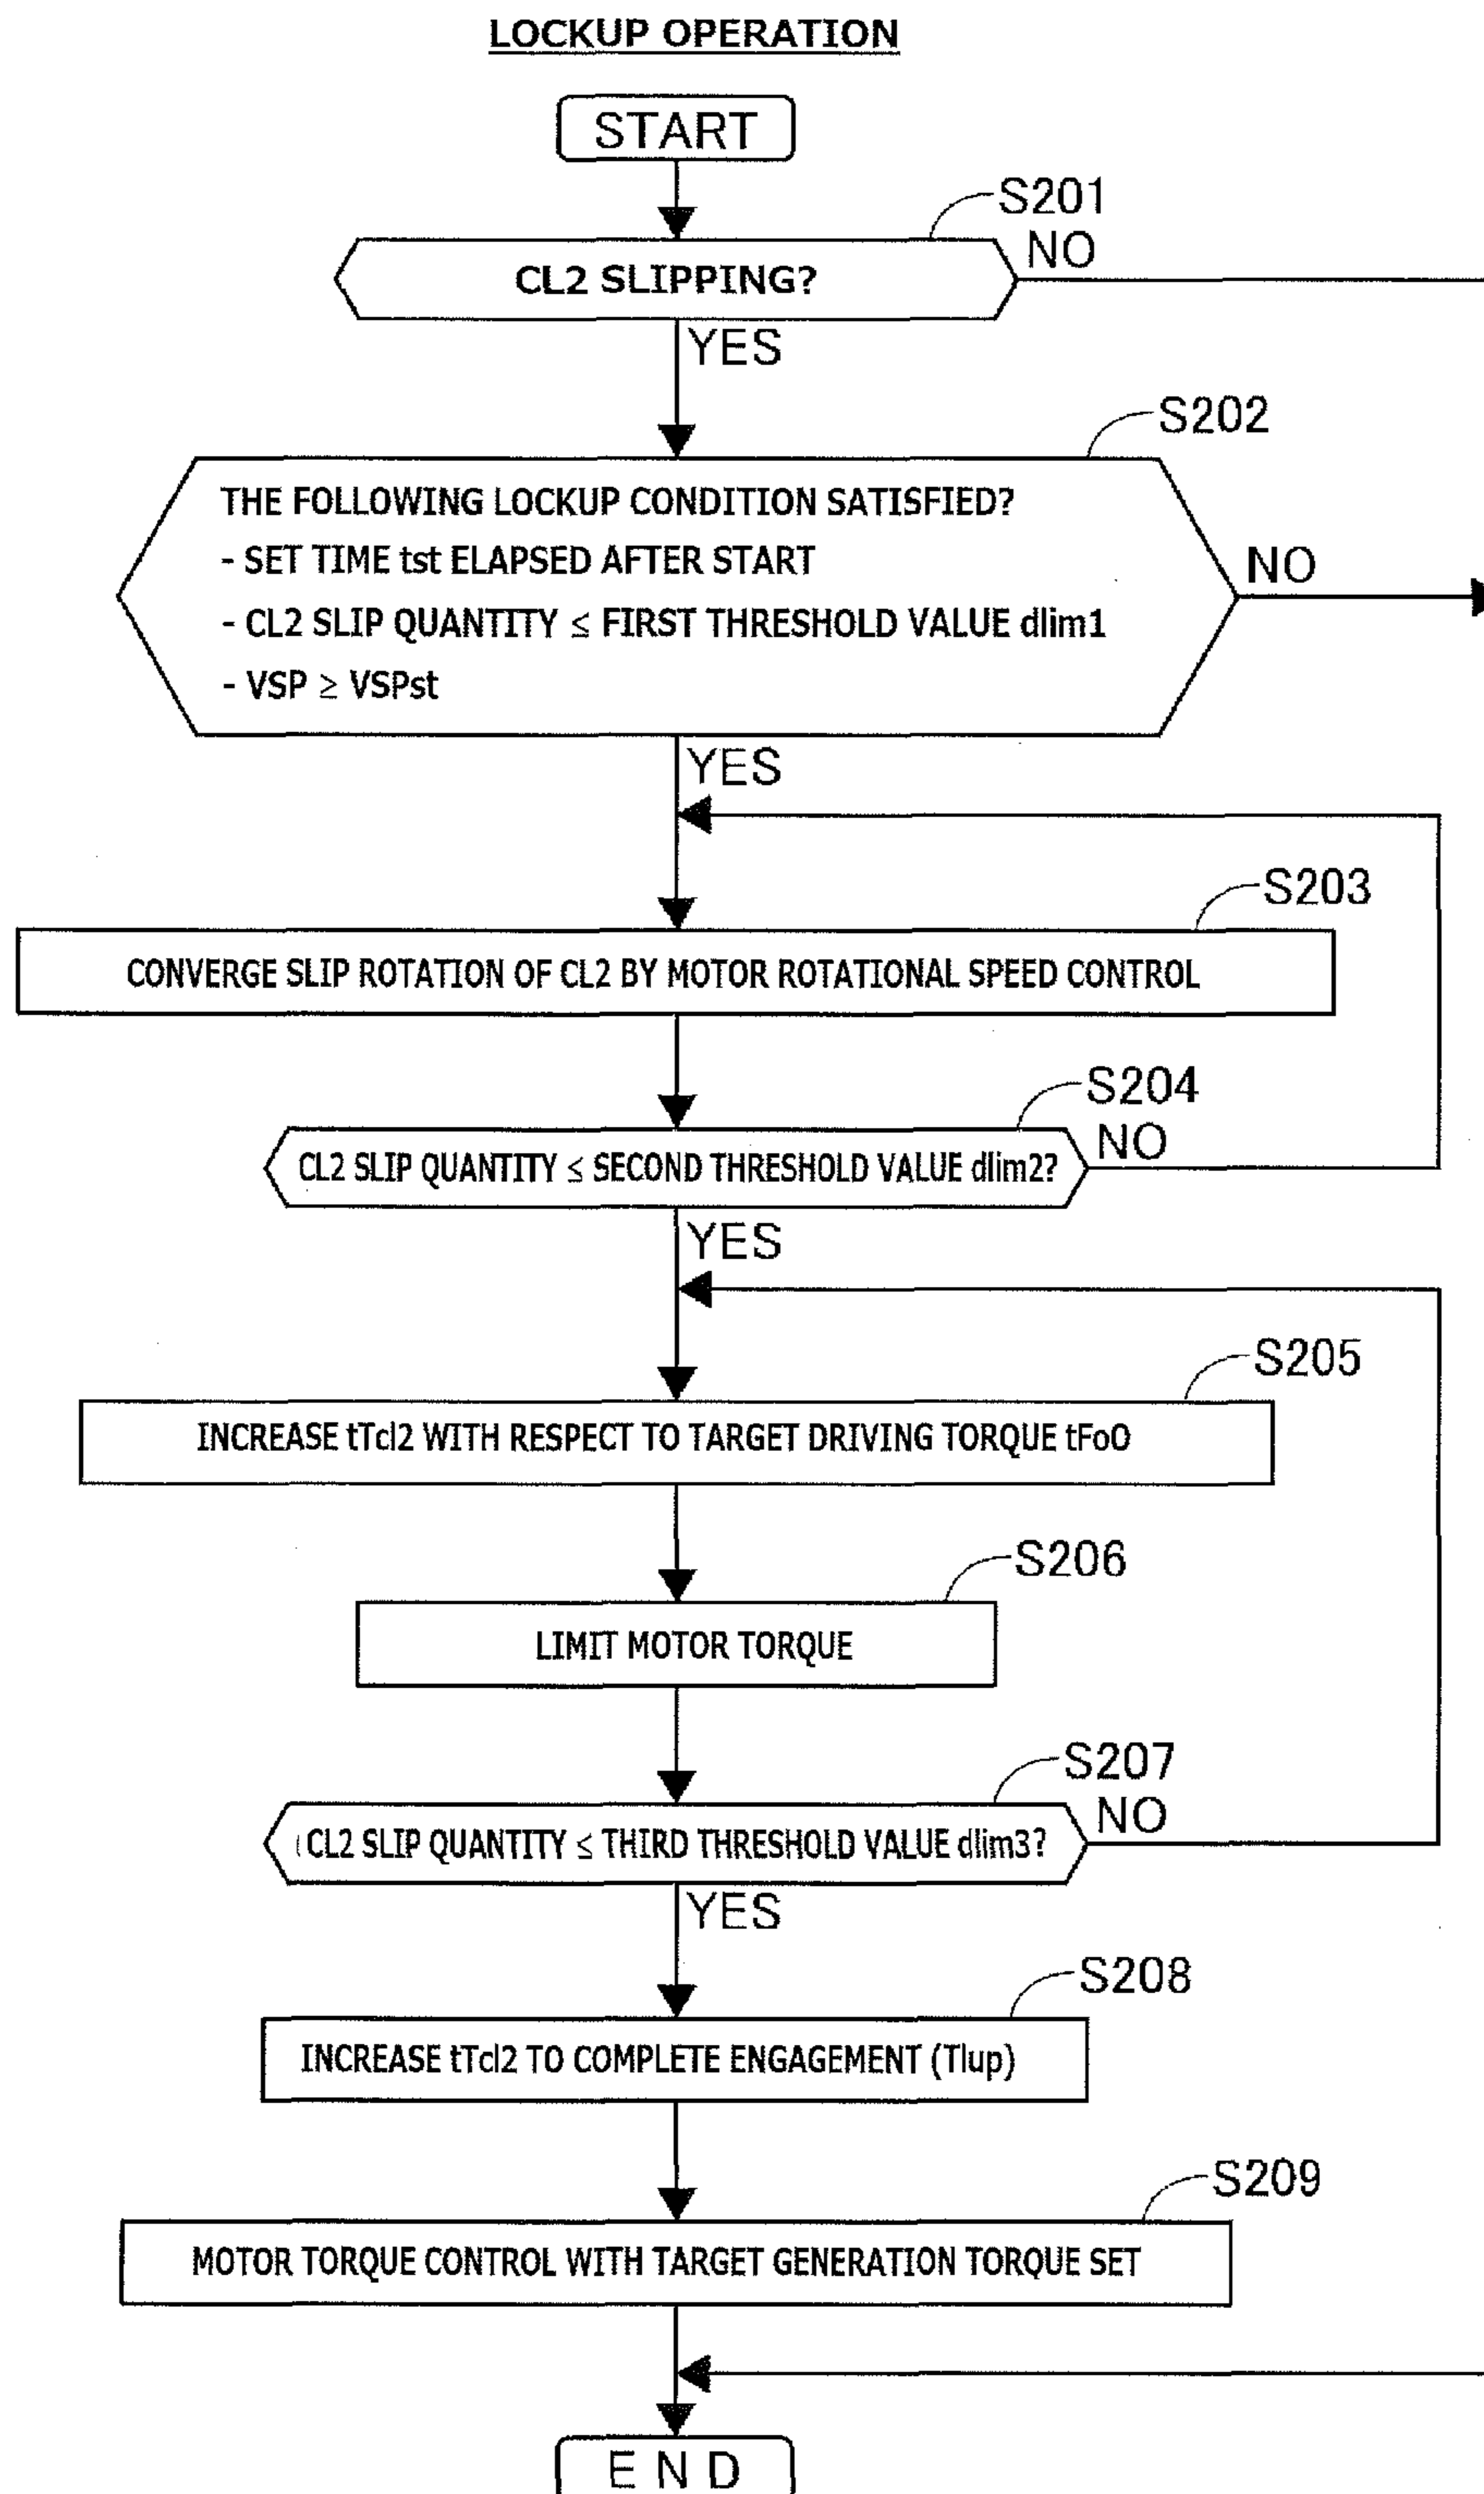 LOCKUP OPERATION
START
S201
CL2 SLIPPING?
NO
YES
S202
THE FOLLOWING LOCKUP CONDITION SATISFIED?
- SET TIME tst ELAPSED AFTER START
- CL2 SLIP QUANTITY ≤ FIRST THRESHOLD VALUE dlim1
- VSP ≥ VSPst
NO
YES
S203
CONVERGE SLIP ROTATION OF CL2 BY MOTOR ROTATIONAL SPEED CONTROL
S204
CL2 SLIP QUANTITY ≤ SECOND THRESHOLD VALUE dlim2?
NO
YES
S205
INCREASE tTcl2 WITH RESPECT TO TARGET DRIVING TORQUE tFoO
S206
LIMIT MOTOR TORQUE
S207
CL2 SLIP QUANTITY ≤ THIRD THRESHOLD VALUE dlim3?
NO
YES
S208
INCREASE tTcl2 TO COMPLETE ENGAGEMENT (Tlup)
S209
MOTOR TORQUE CONTROL WITH TARGET GENERATION TORQUE SET
END